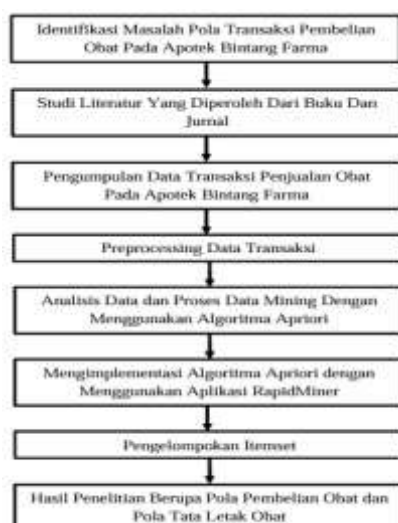 Identifikasi Masalah Pola Transaksi Pembelian
Obat Pada Apotek Bintang Farma
Studi Literatur Yang Diperoleh Dari Buku Dan
Jurnal
Pengumpulan Data Transaksi Penjualan Obat
Pada Apotek Bintang Farma
Preprocessing Data Transaksi
Analisis Data dan Proses Data Mining Dengan
Menggunakan Algoritma Apriori
Mengimplementasi Algoritma Apriori dengan
Menggunakan Aplikasi RapidMiner
Pengelompokan Itemset
Hasil Penelitian Berupa Pola Pembelian Obat dan
Pola Tata Letak Obat